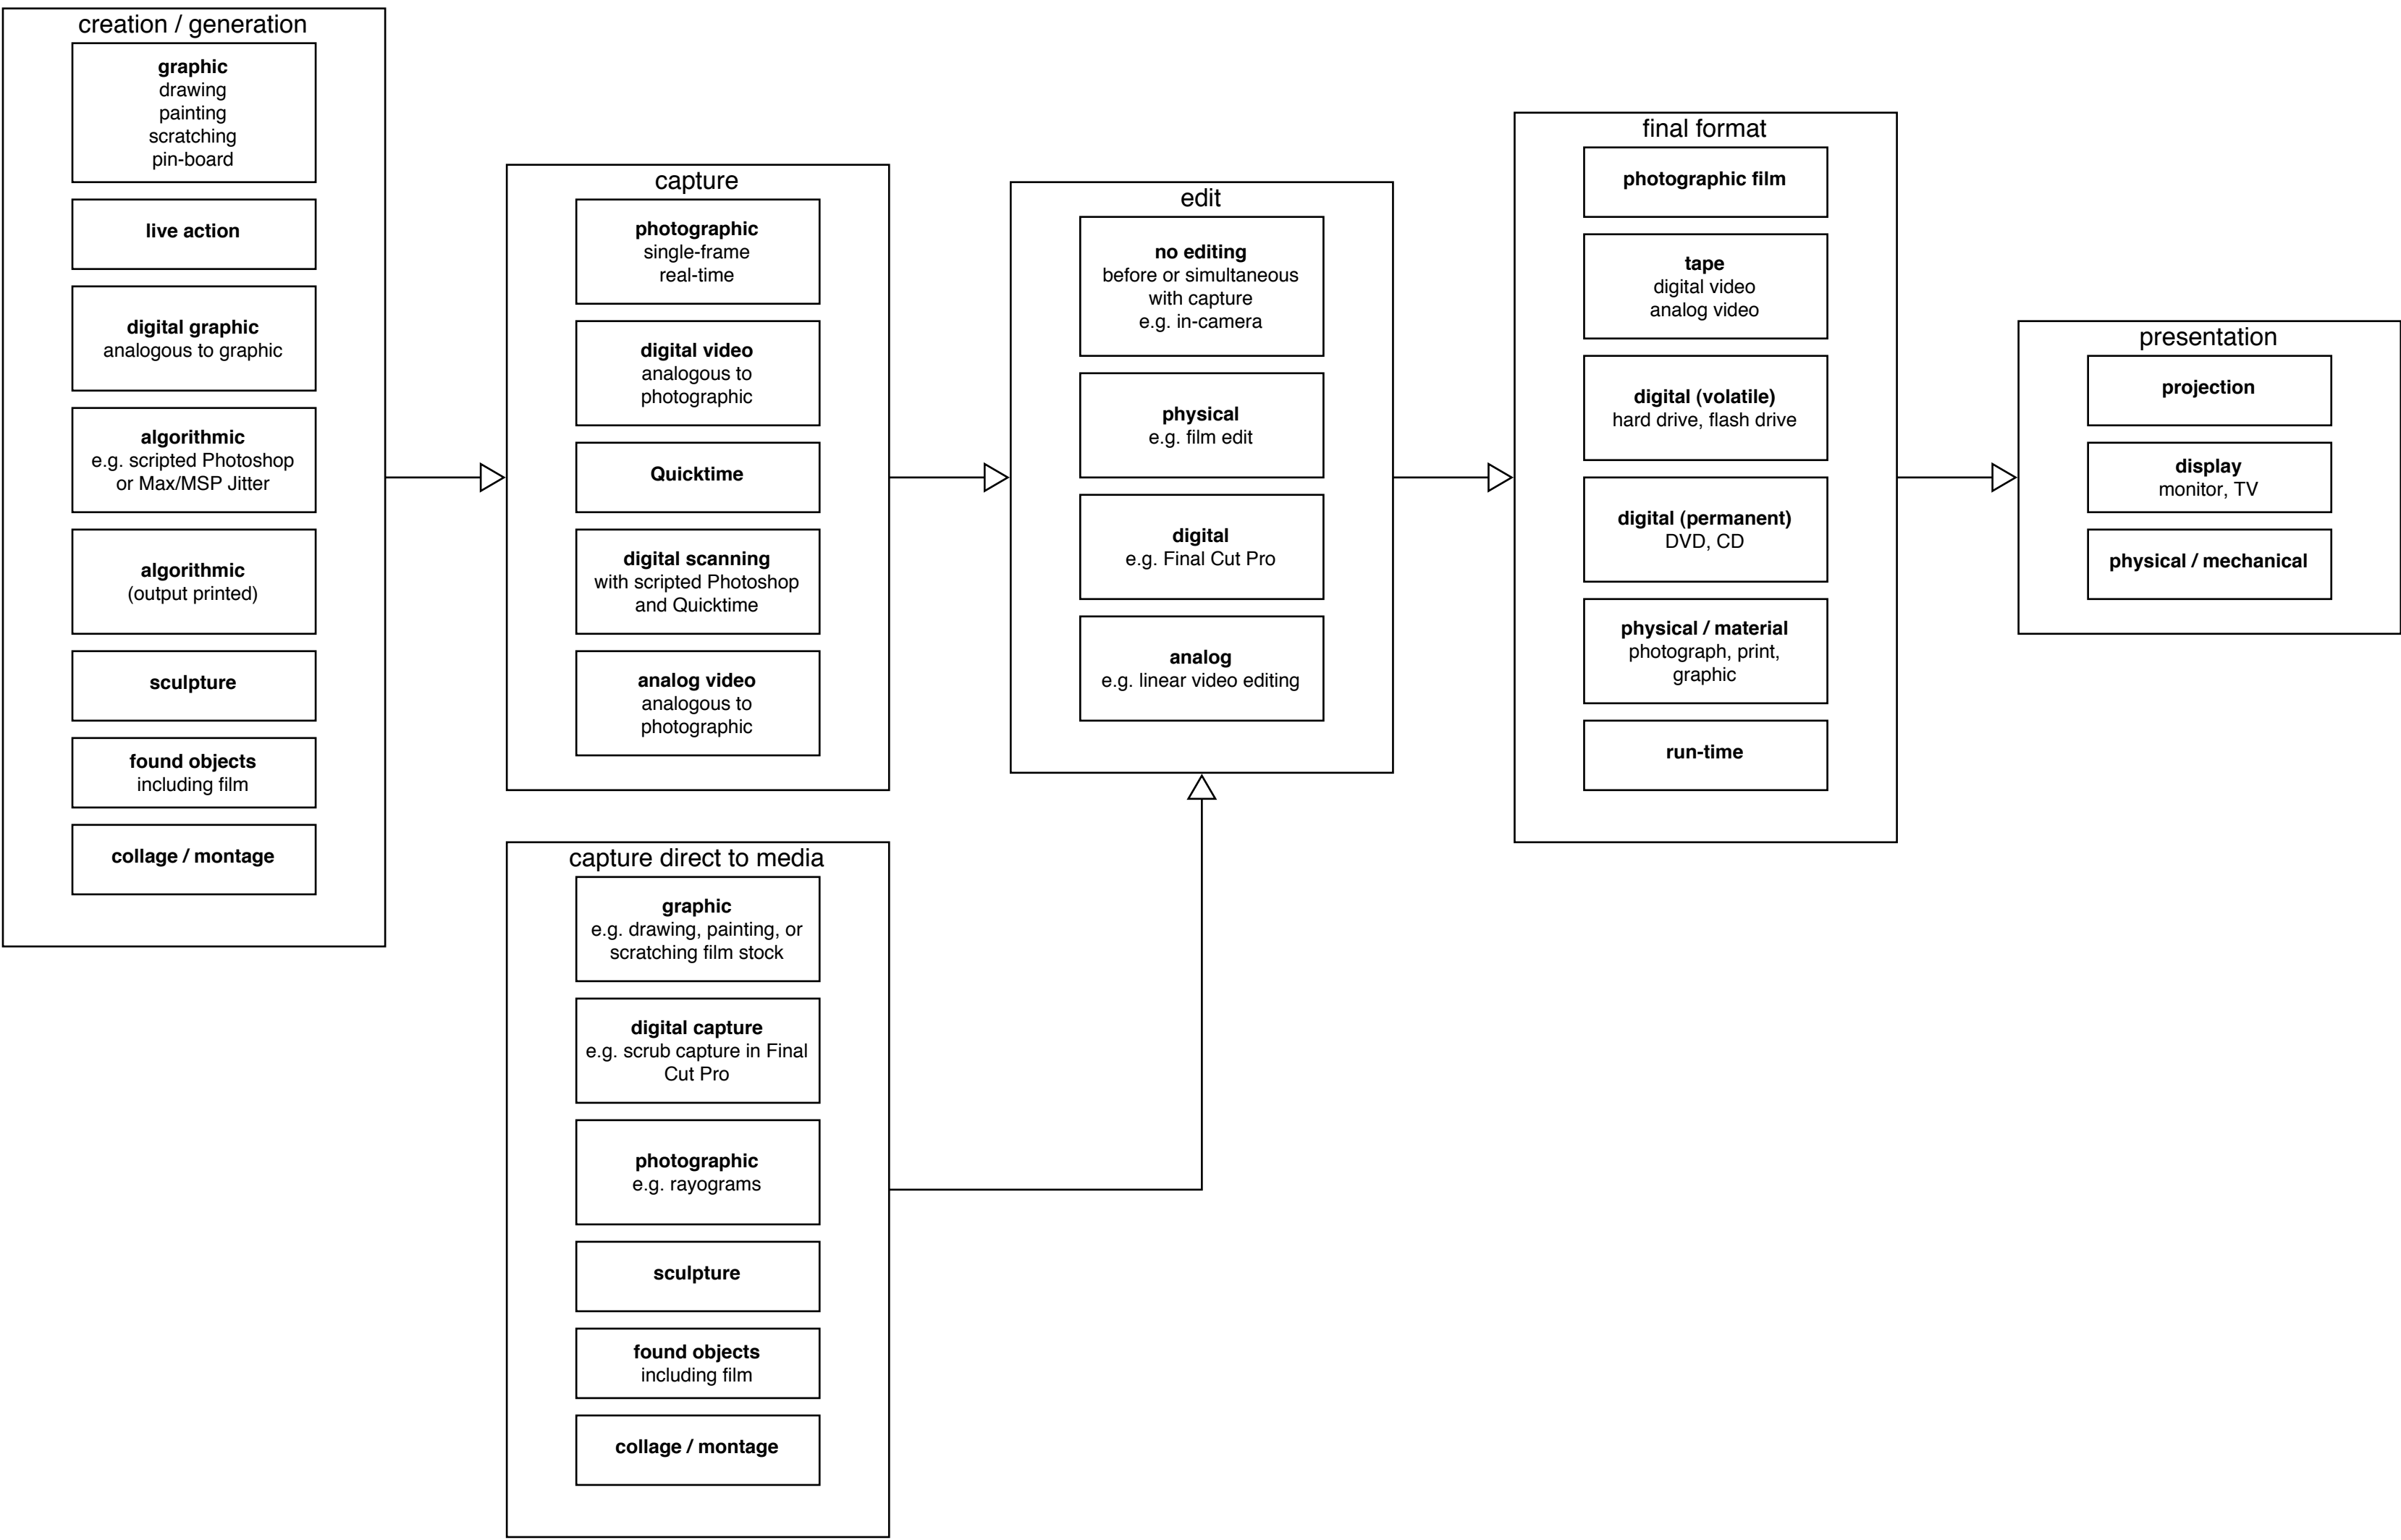 creation / generation
graphic
drawing
painting
scratching
pin-board
live action
digital graphic
analogous to graphic
algorithmic
e.g. scripted Photoshop
or Max/MSP Jitter
algorithmic
(output printed)
sculpture
found objects
including film
collage / montage
capture
photographic
single-frame
real-time
digital video
analogous to
photographic
Quicktime
digital scanning
with scripted Photoshop
and Quicktime
analog video
analogous to
photographic
capture direct to media
graphic
e.g. drawing, painting, or
scratching film stock
digital capture
e.g. scrub capture in Final
Cut Pro
photographic
e.g. rayograms
sculpture
found objects
including film
collage / montage
edit
no editing
before or simultaneous
with capture
e.g. in-camera
physical
e.g. film edit
digital
e.g. Final Cut Pro
analog
e.g. linear video editing
final format
photographic film
tape
digital video
analog video
digital (volatile)
hard drive, flash drive
digital (permanent)
DVD, CD
physical / material
photograph, print,
graphic
run-time
presentation
projection
display
monitor, TV
physical / mechanical